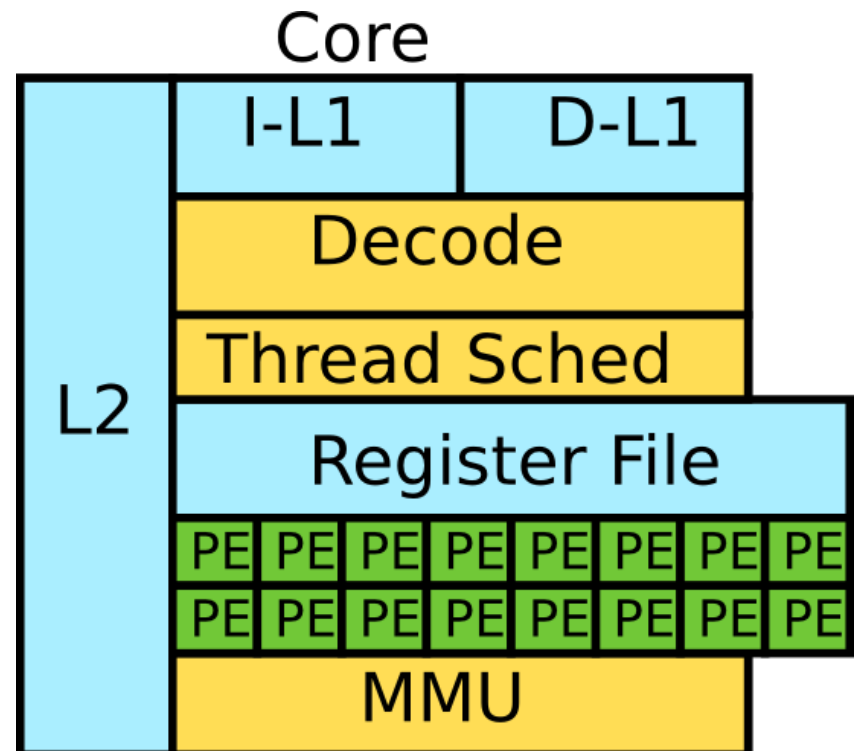 Core
I-L1 D-L1
Decode
Thread Sched
L2
Register File
PE PE PE PE PE PE PE PE
PE PE PE PE PE PE PE PE
MMU